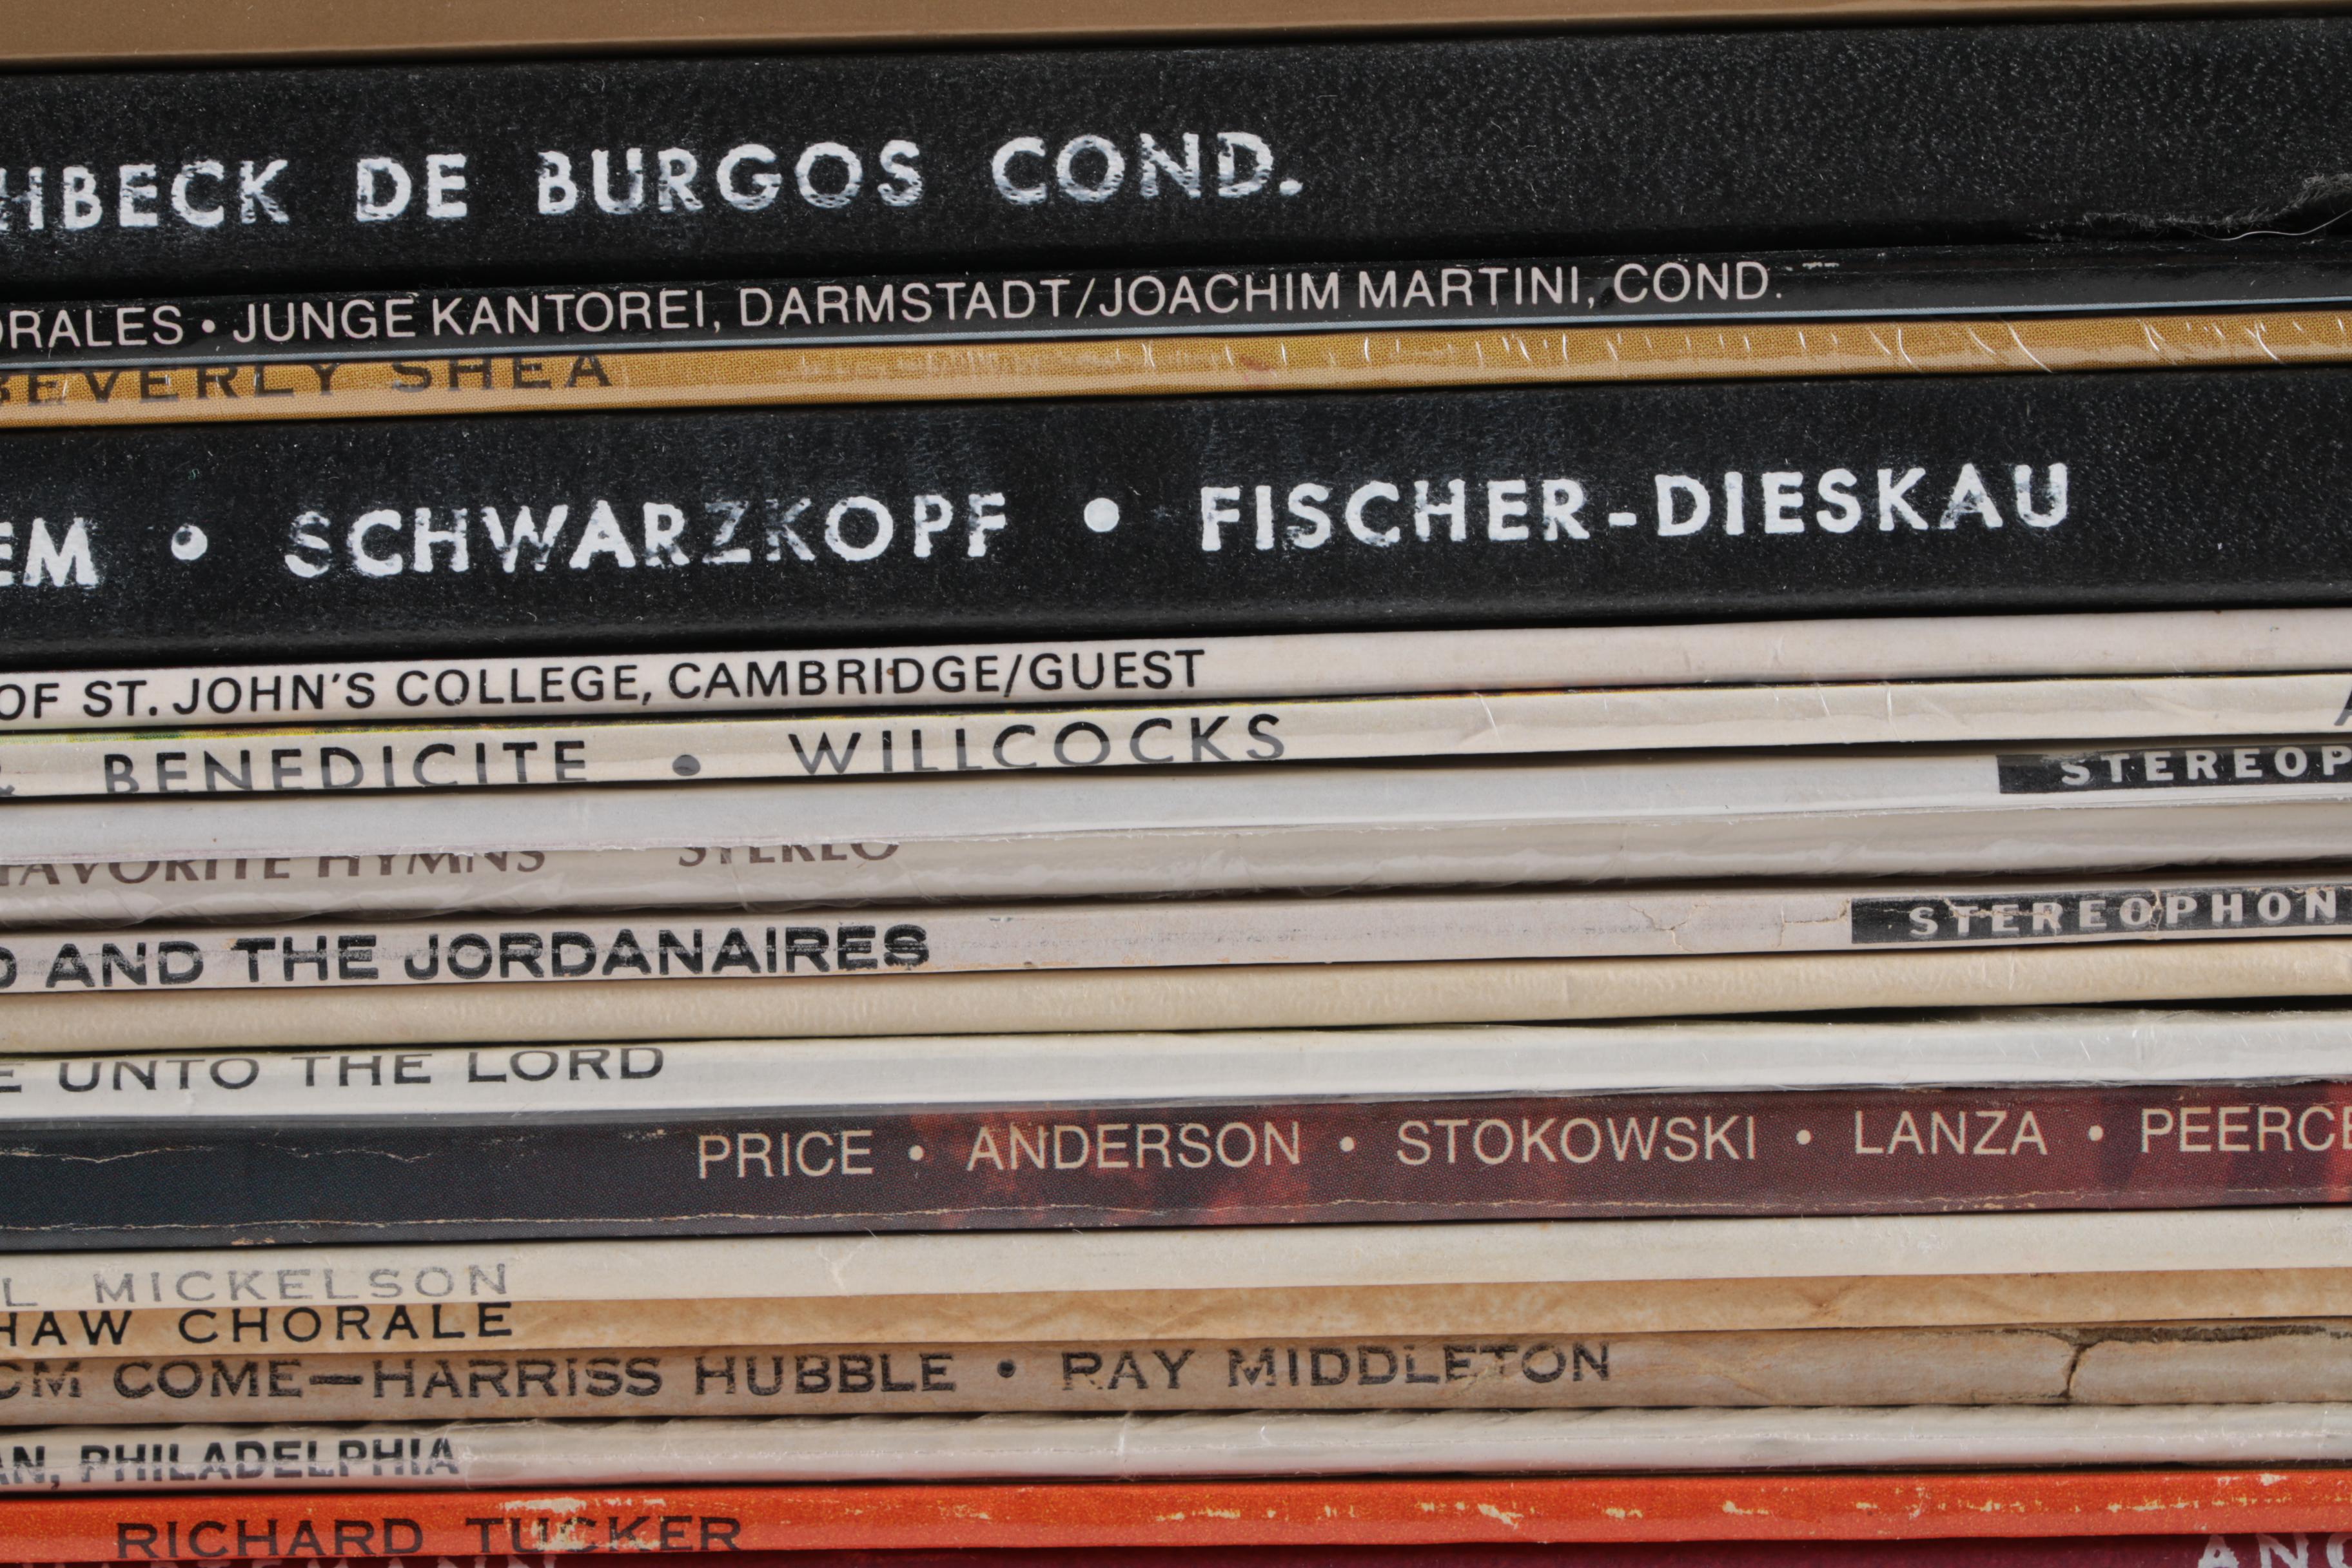 HBECK DE BURGOS COND.
ORALES • JUNGE KANTOREI, DARMSTADT/JOACHIM MARTINI, COND.
BEVERLY SHEA
EM • SCHWARZKOPF • FISCHER-DIESKAU
OF ST. JOHN'S COLLEGE, CAMBRIDGE/GUEST
& BENEDICITE • WILLCOCKS
STEREOP
FAVORITE HYMNS STEREO
D AND THE JORDANAIRES STEREOPHON
E UNTO THE LORD
PRICE • ANDERSON • STOKOWSKI • LANZA • PEERCE
L MICKELSON
HAW CHORALE
COME—HARRISS HUBBLE • RAY MIDDLETON
AN, PHILADELPHIA
RICHARD TUCKER
ANG